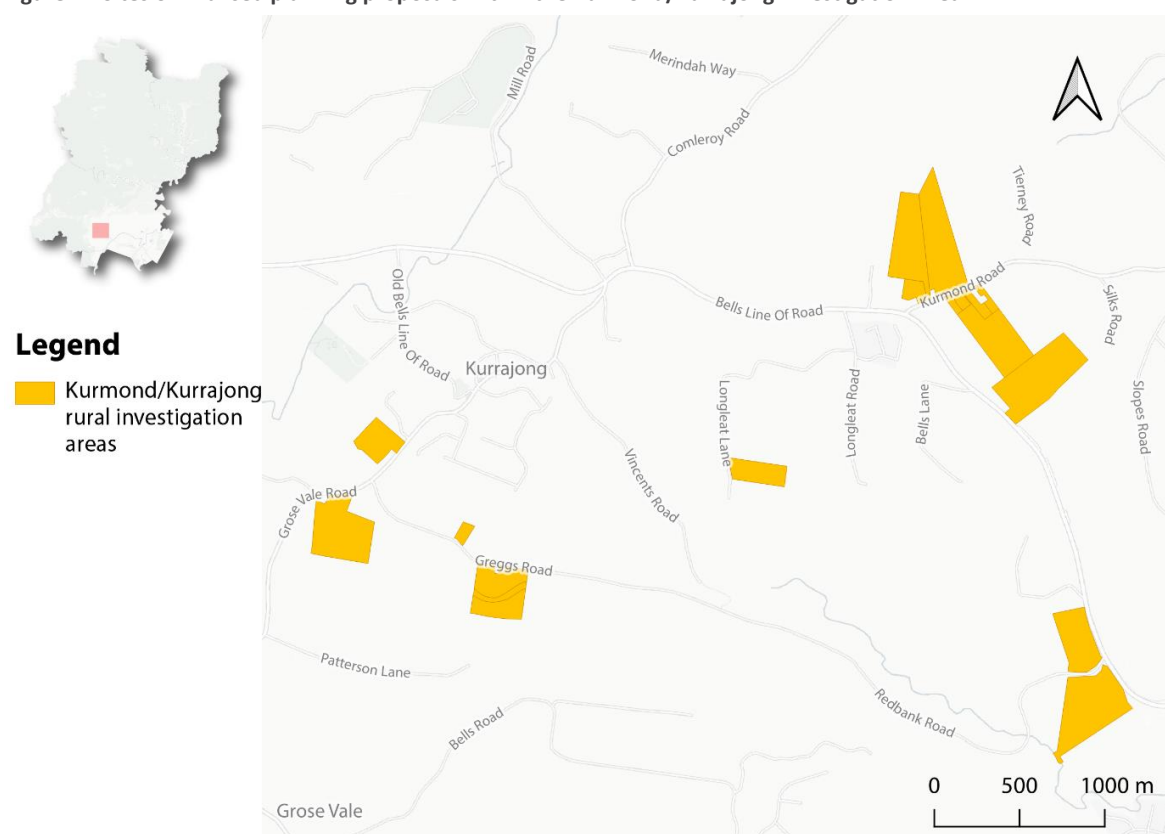 Mill Road
Merindah Way
Comleroy Road
Tierney Road
Kurmond Road
Bells Line Of Road
Old Bells Line Of Road
Silks Road
Legend
Kurmond/Kurrajong
rural investigation
areas
Kurrajong
Longleat Lane
Longleat Road
Bells Lane
Slopes Road
Vincents Road
Grose Vale Road
Greggs Road
Patterson Lane
Redbank Road
Bells Road
Grose Vale
0 500 1000 m